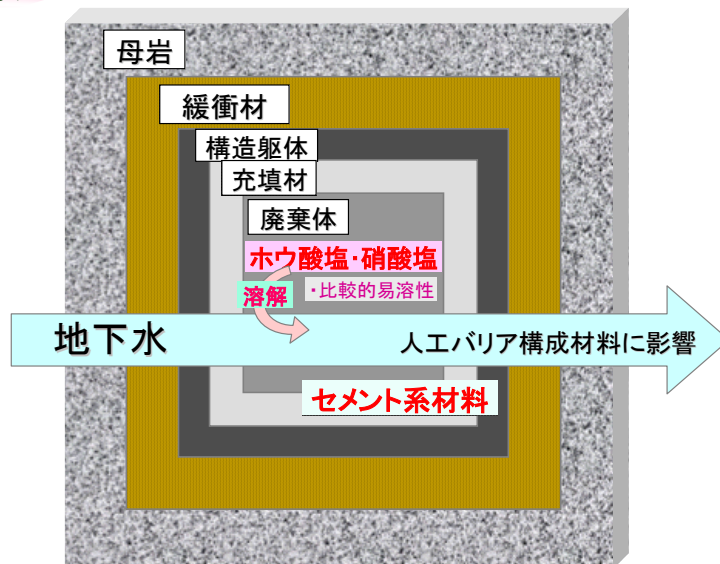 母岩
緩衝材
構造躯体
充填材
廃棄体
ホウ酸塩・硝酸塩
溶解
・比較的易溶性
地下水
人工バリア構成材料に影響
セメント系材料